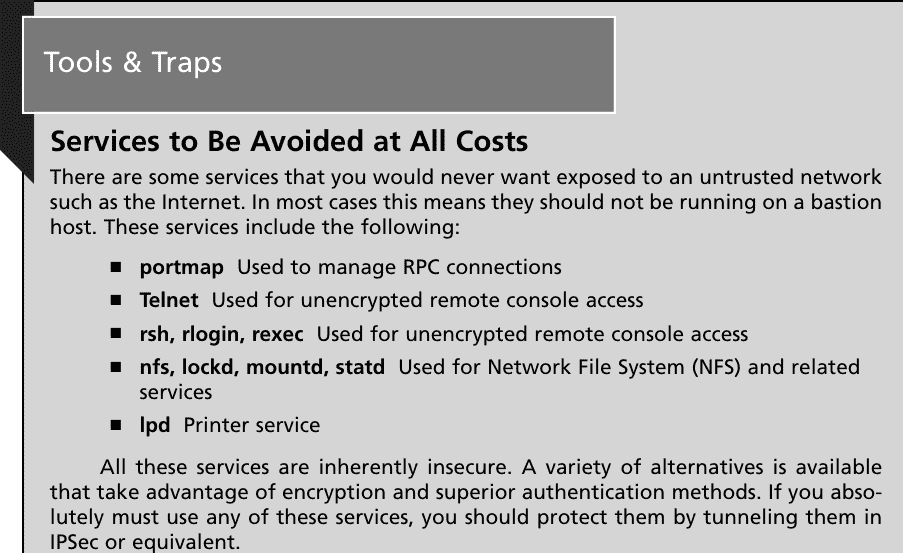 Tools & Traps
Services to Be Avoided at All Costs
There are some services that you would never want exposed to an untrusted network
such as the Internet. In most cases this means they should not be running on a bastion
host. These services include the following:
■ portmap Used to manage RPC connections
■ Telnet Used for unencrypted remote console access
■ rsh, rlogin, rexec Used for unencrypted remote console access
■ nfs, lockd, mountd, statd Used for Network File System (NFS) and related
services
■ lpd Printer service
All these services are inherently insecure. A variety of alternatives is available
that take advantage of encryption and superior authentication methods. If you abso-
lutely must use any of these services, you should protect them by tunneling them in
IPSec or equivalent.